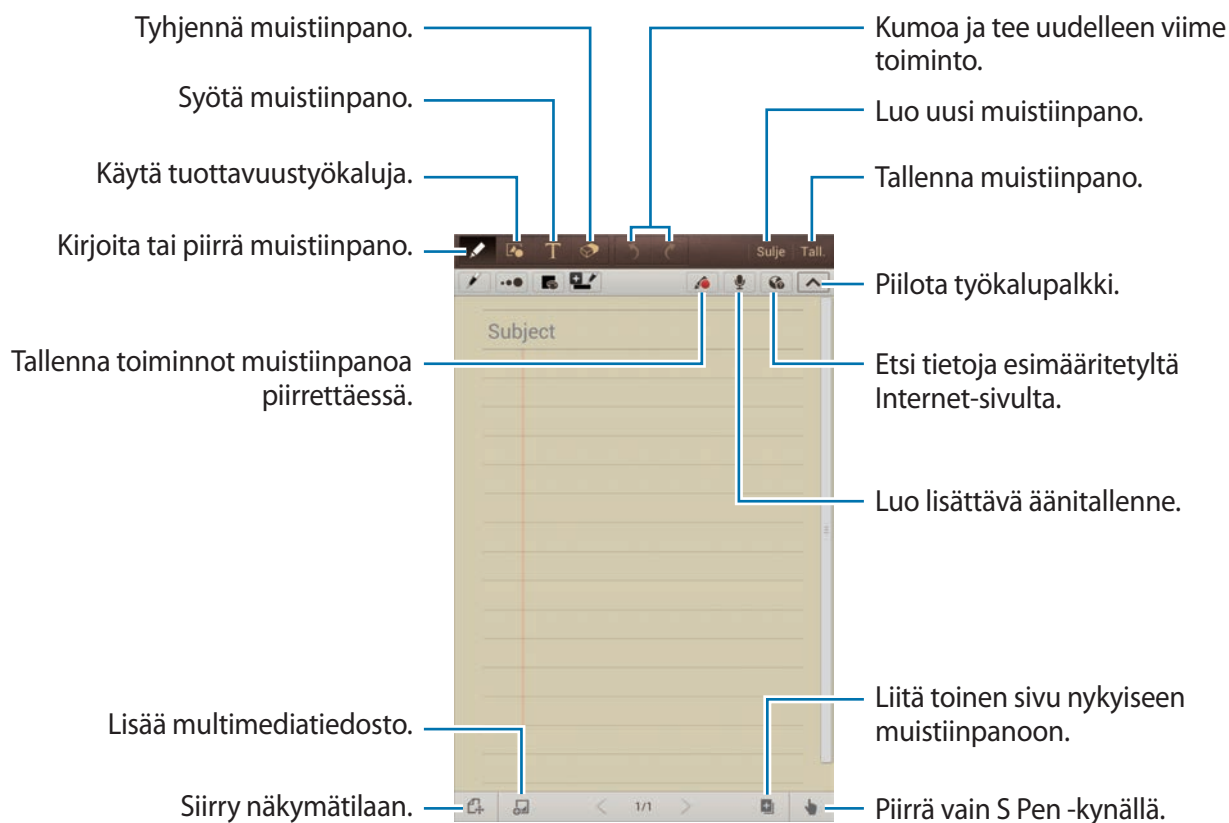 Tyhjennä muistiinpano.
Syötä muistiinpano.
Käytä tuottavuustyökaluja.
Kirjoita tai piirrä muistiinpano.
Tallenna toiminnot muistiinpanoa
piirrettäessä.
Lisää multimediatiedosto.
Siirry näkymätilaan.
Sulje
Tall.
Subject
1/1
Kumoa ja tee uudelleen viime
toiminto.
Luo uusi muistiinpano.
Tallenna muistiinpano.
Piilota työkalupalkki.
Etsi tietoja esimääritetyltä
Internet-sivulta.
Luo lisättävä äänitallenne.
Liitä toinen sivu nykyiseen
muistiinpanoon.
Piirrä vain S Pen -kynällä.